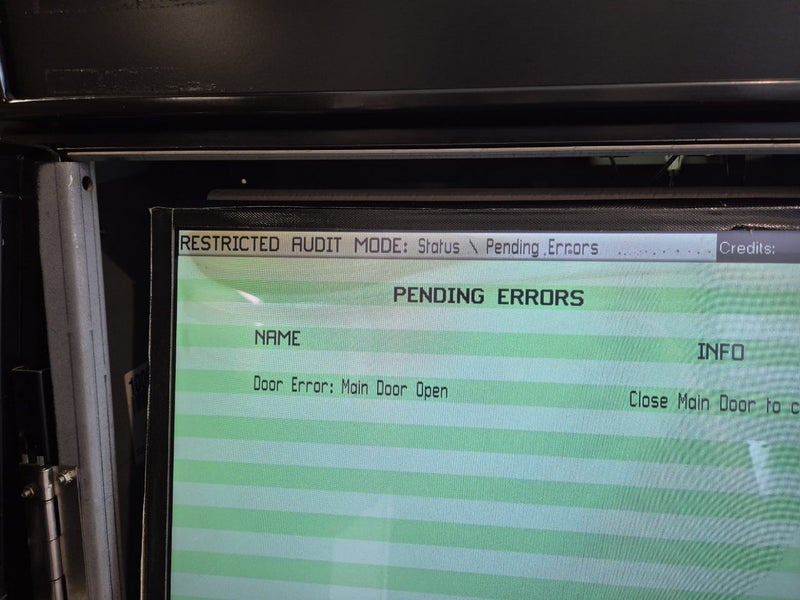 RESTRICTED AUDIT MODE: Status \ Pending Errors
Credits:
PENDING ERRORS
NAME
INFO
Door Error: Main Door Open
Close Main Door to c